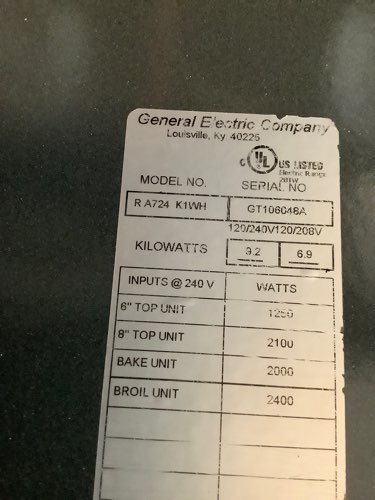 General Electric Company
Louisville, Ky. 40225
C UL US LISTED
Electric Range
MODEL NO. SERIAL NO
R A724 K1WH GT106048A
120/240V120/208V
KILOWATTS 9.2 6.9
INPUTS @ 240 V WATTS
6" TOP UNIT 1250
8" TOP UNIT 2100
BAKE UNIT 2000
BROIL UNIT 2400